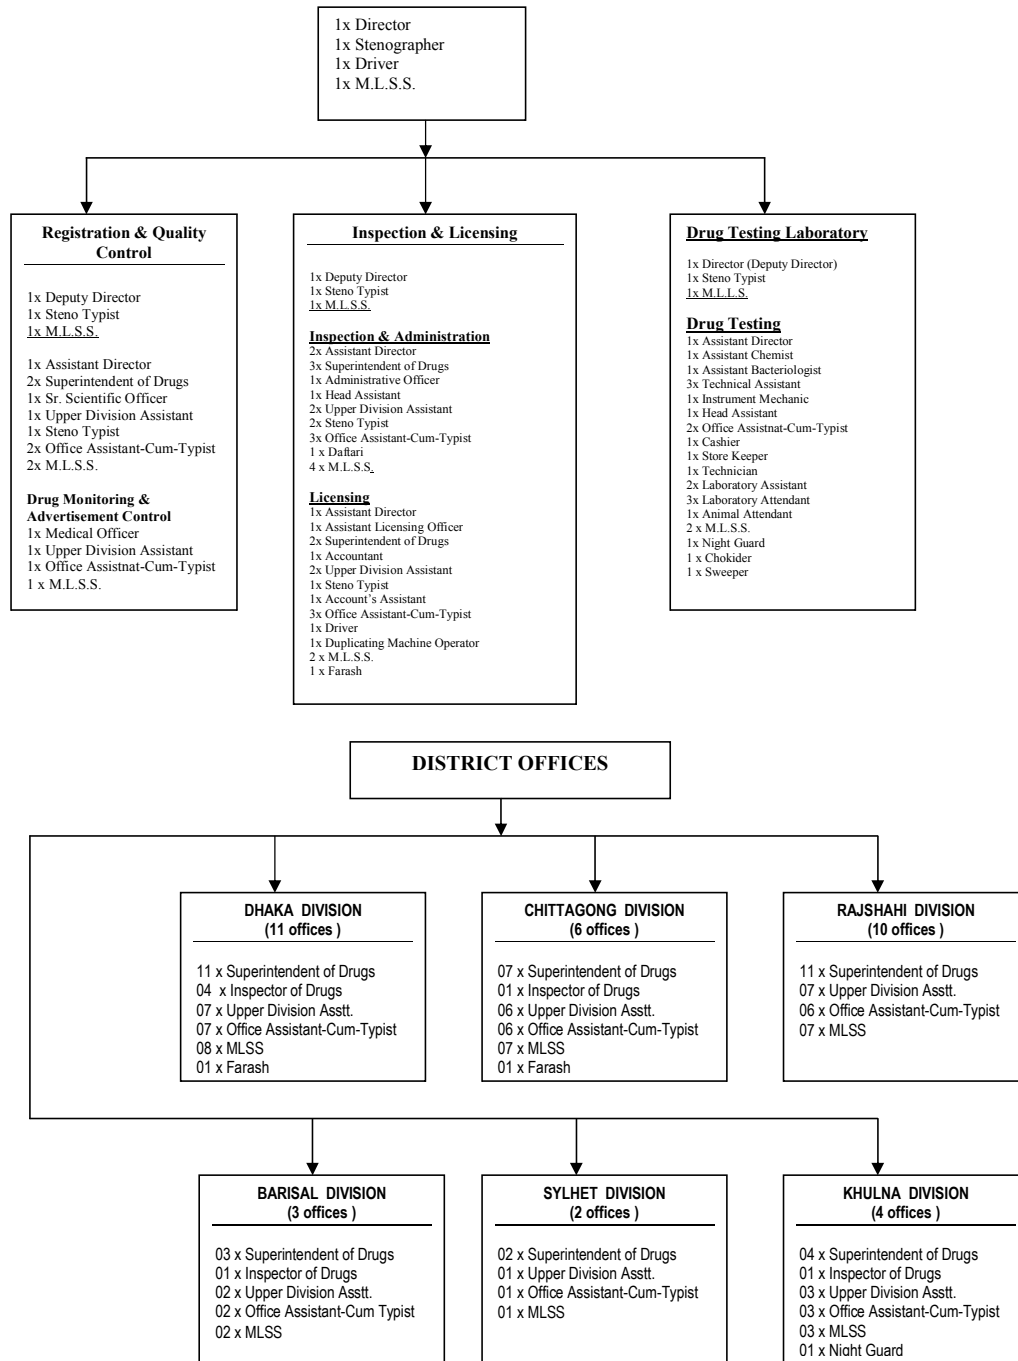 1x Director
1x Stenographer
1x Driver
1x M.L.S.S.
Registration & Quality
Control
1x Deputy Director
1x Steno Typist
1x M.L.S.S.
1x Assistant Director
2x Superintendent of Drugs
1x Sr. Scientific Officer
1x Upper Division Assistant
1x Steno Typist
2x Office Assistant-Cum-Typist
2x M.L.S.S.
Drug Monitoring &
Advertisement Control
1x Medical Officer
1x Upper Division Assistant
1x Office Assistnat-Cum-Typist
1 x M.L.S.S.
Inspection & Licensing
1x Deputy Director
1x Steno Typist
1x M.L.S.S.
Inspection & Administration
2x Assistant Director
3x Superintendent of Drugs
1x Administrative Officer
1x Head Assistant
2x Upper Division Assistant
2x Steno Typist
3x Office Assistant-Cum-Typist
1 x Daftari
4 x M.L.S.S.
Licensing
1x Assistant Director
1x Assistant Licensing Officer
2x Superintendent of Drugs
1x Accountant
2x Upper Division Assistant
1x Steno Typist
1x Account's Assistant
3x Office Assistant-Cum-Typist
1x Driver
1x Duplicating Machine Operator
2 x M.L.S.S.
1 x Farash
Drug Testing Laboratory
1x Director (Deputy Director)
1x Steno Typist
1x M.L.L.S.
Drug Testing
1x Assistant Director
1x Assistant Chemist
1x Assistant Bacteriologist
3x Technical Assistant
1x Instrument Mechanic
1x Head Assistant
2x Office Assistnat-Cum-Typist
1x Cashier
1x Store Keeper
1x Technician
2x Laboratory Assistant
3x Laboratory Attendant
1x Animal Attendant
2 x M.L.S.S.
1x Night Guard
1 x Chokider
1 x Sweeper
DISTRICT OFFICES
DHAKA DIVISION
(11 offices )
11 x Superintendent of Drugs
04 x Inspector of Drugs
07 x Upper Division Asstt.
07 x Office Assistant-Cum-Typist
08 x MLSS
01 x Farash
CHITTAGONG DIVISION
(6 offices )
07 x Superintendent of Drugs
01 x Inspector of Drugs
06 x Upper Division Asstt.
06 x Office Assistant-Cum-Typist
07 x MLSS
01 x Farash
RAJSHAHI DIVISION
(10 offices )
11 x Superintendent of Drugs
07 x Upper Division Asstt.
06 x Office Assistant-Cum-Typist
07 x MLSS
BARISAL DIVISION
(3 offices )
03 x Superintendent of Drugs
01 x Inspector of Drugs
02 x Upper Division Asstt.
02 x Office Assistant-Cum Typist
02 x MLSS
SYLHET DIVISION
(2 offices )
02 x Superintendent of Drugs
01 x Upper Division Asstt.
01 x Office Assistant-Cum-Typist
01 x MLSS
KHULNA DIVISION
(4 offices )
04 x Superintendent of Drugs
01 x Inspector of Drugs
03 x Upper Division Asstt.
03 x Office Assistant-Cum-Typist
03 x MLSS
01 x Night Guard